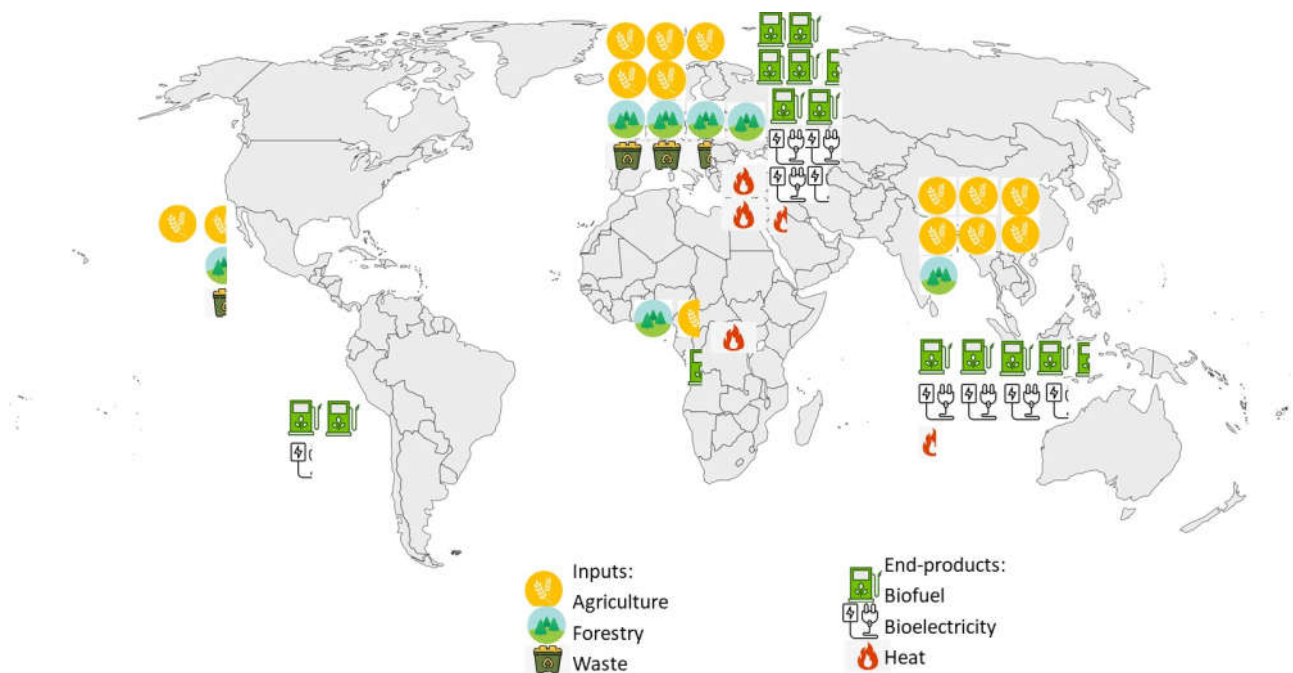 Inputs:
Agriculture
Forestry
Waste
End-products:
Biofuel
Bioelectricity
Heat